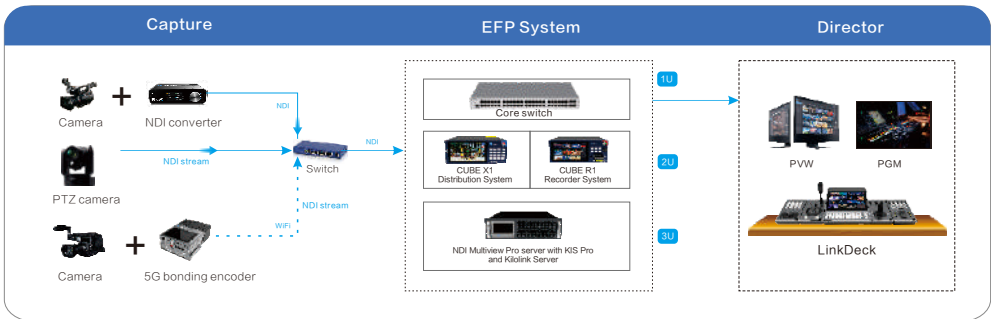 Capture
EFP System
Director
Camera
NDI converter
NDI
PTZ camera
NDI stream
Switch
NDI
NDI stream
WiFi
Camera
5G bonding encoder
Core switch
1U
CUBE X1
Distribution System
CUBE R1
Recorder System
2U
NDI Multiview Pro server with KIS Pro
and Kilolink Server
3U
PVW
PGM
LinkDeck